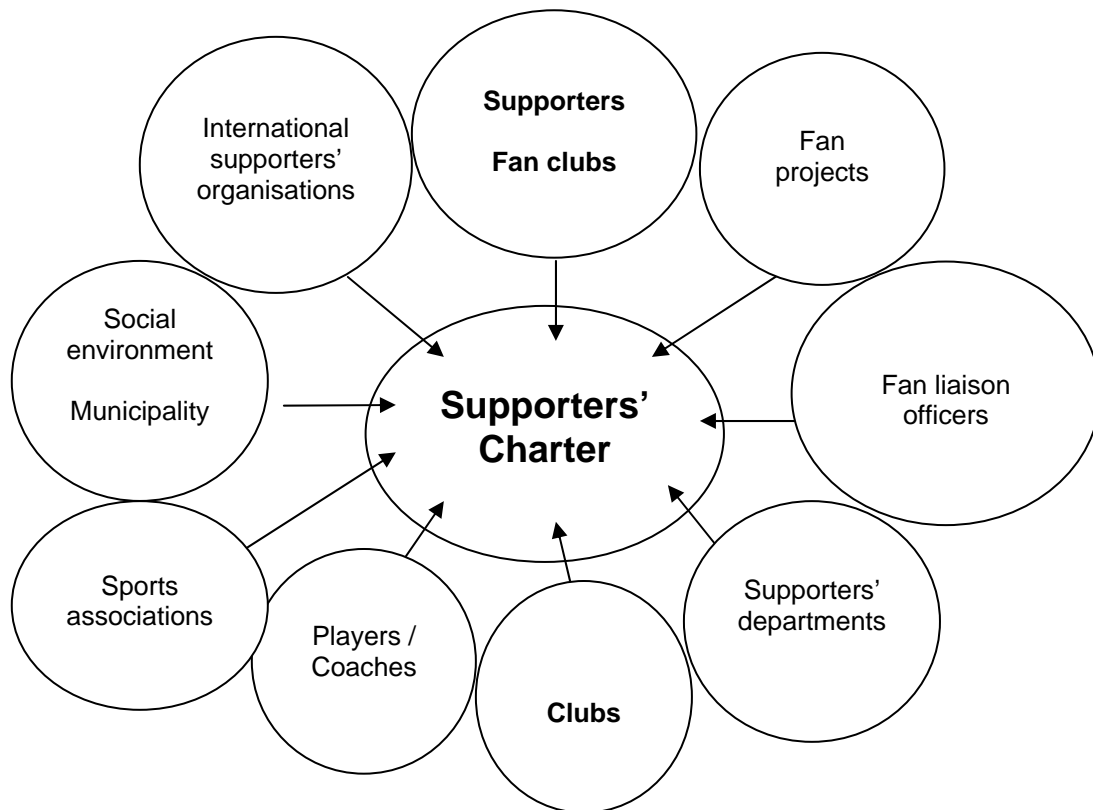 Supporters
Fan clubs
International
supporters’
organisations
Fan
projects
Social
environment
Municipality
Supporters’
Charter
Fan liaison
officers
Sports
associations
Players /
Coaches
Clubs
Supporters’
departments